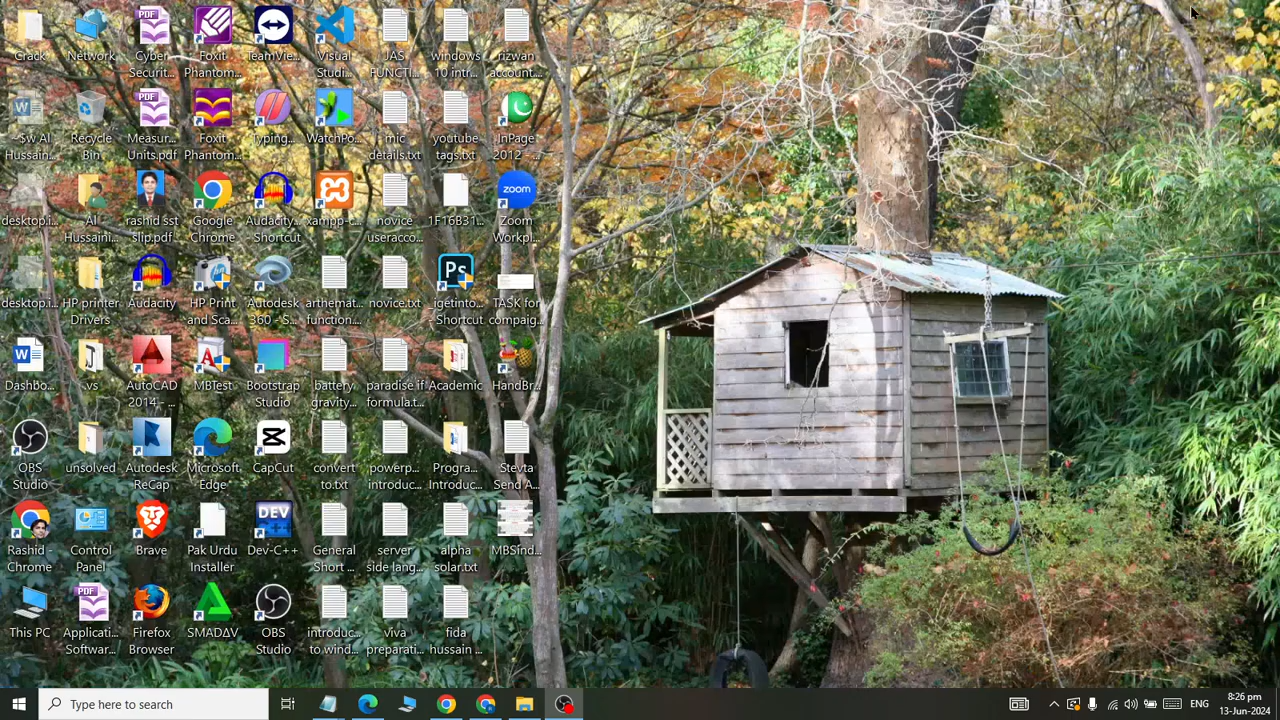 Crack
Network
Cyber
Securit...
Foxit
Phantom...
TeamVie...
Visual
Studi...
JAS
FUNCTI...
windows
10 intr...
rizwan
account....
~$w Al
Hussain...
Recycle
Bin
Measur...
Units.pdf
Foxit
Phantom...
Typing...
WatchPo...
mic
details.txt
youtube
tags.txt
InPage
2012 - ...
desktop.i...
Al
Hussaini...
rashid sst
slip.pdf
Google
Chrome
Audacity -
Shortcut
xampp-c...
novice
useracco...
1F16B31...
Zoom
Workpl...
desktop.i...
HP printer
Drivers
Audacity
HP Print
and Sca...
Autodesk
360 - S...
arthemat...
function...
novice.txt
_igetinto...
- Shortcut
TASK for
compaig...
Dashbo...
.vs
AutoCAD
2014 - ...
MBTest
Bootstrap
Studio
battery
gravity...
paradise if
formula.t...
Academic
HandBr...
OBS
Studio
unsolved
Autodesk
ReCap
Microsoft
Edge
CapCut
convert
to.txt
powerp...
introduc...
Progra...
Introduc...
Stevta
Send A...
Rashid -
Chrome
Control
Panel
Brave
Pak Urdu
Installer
Dev-C++
General
Short ...
server
side lang...
alpha
solar.txt
MBSind...
This PC
Applicati...
Softwar...
Firefox
Browser
SMADΔV
OBS
Studio
introduc...
to wind...
viva
preparati...
fida
hussain ...
PDF
PDF
PDF
zoom
Ps
DEV
Type here to search
ENG
8:26 pm
13-Jun-2024